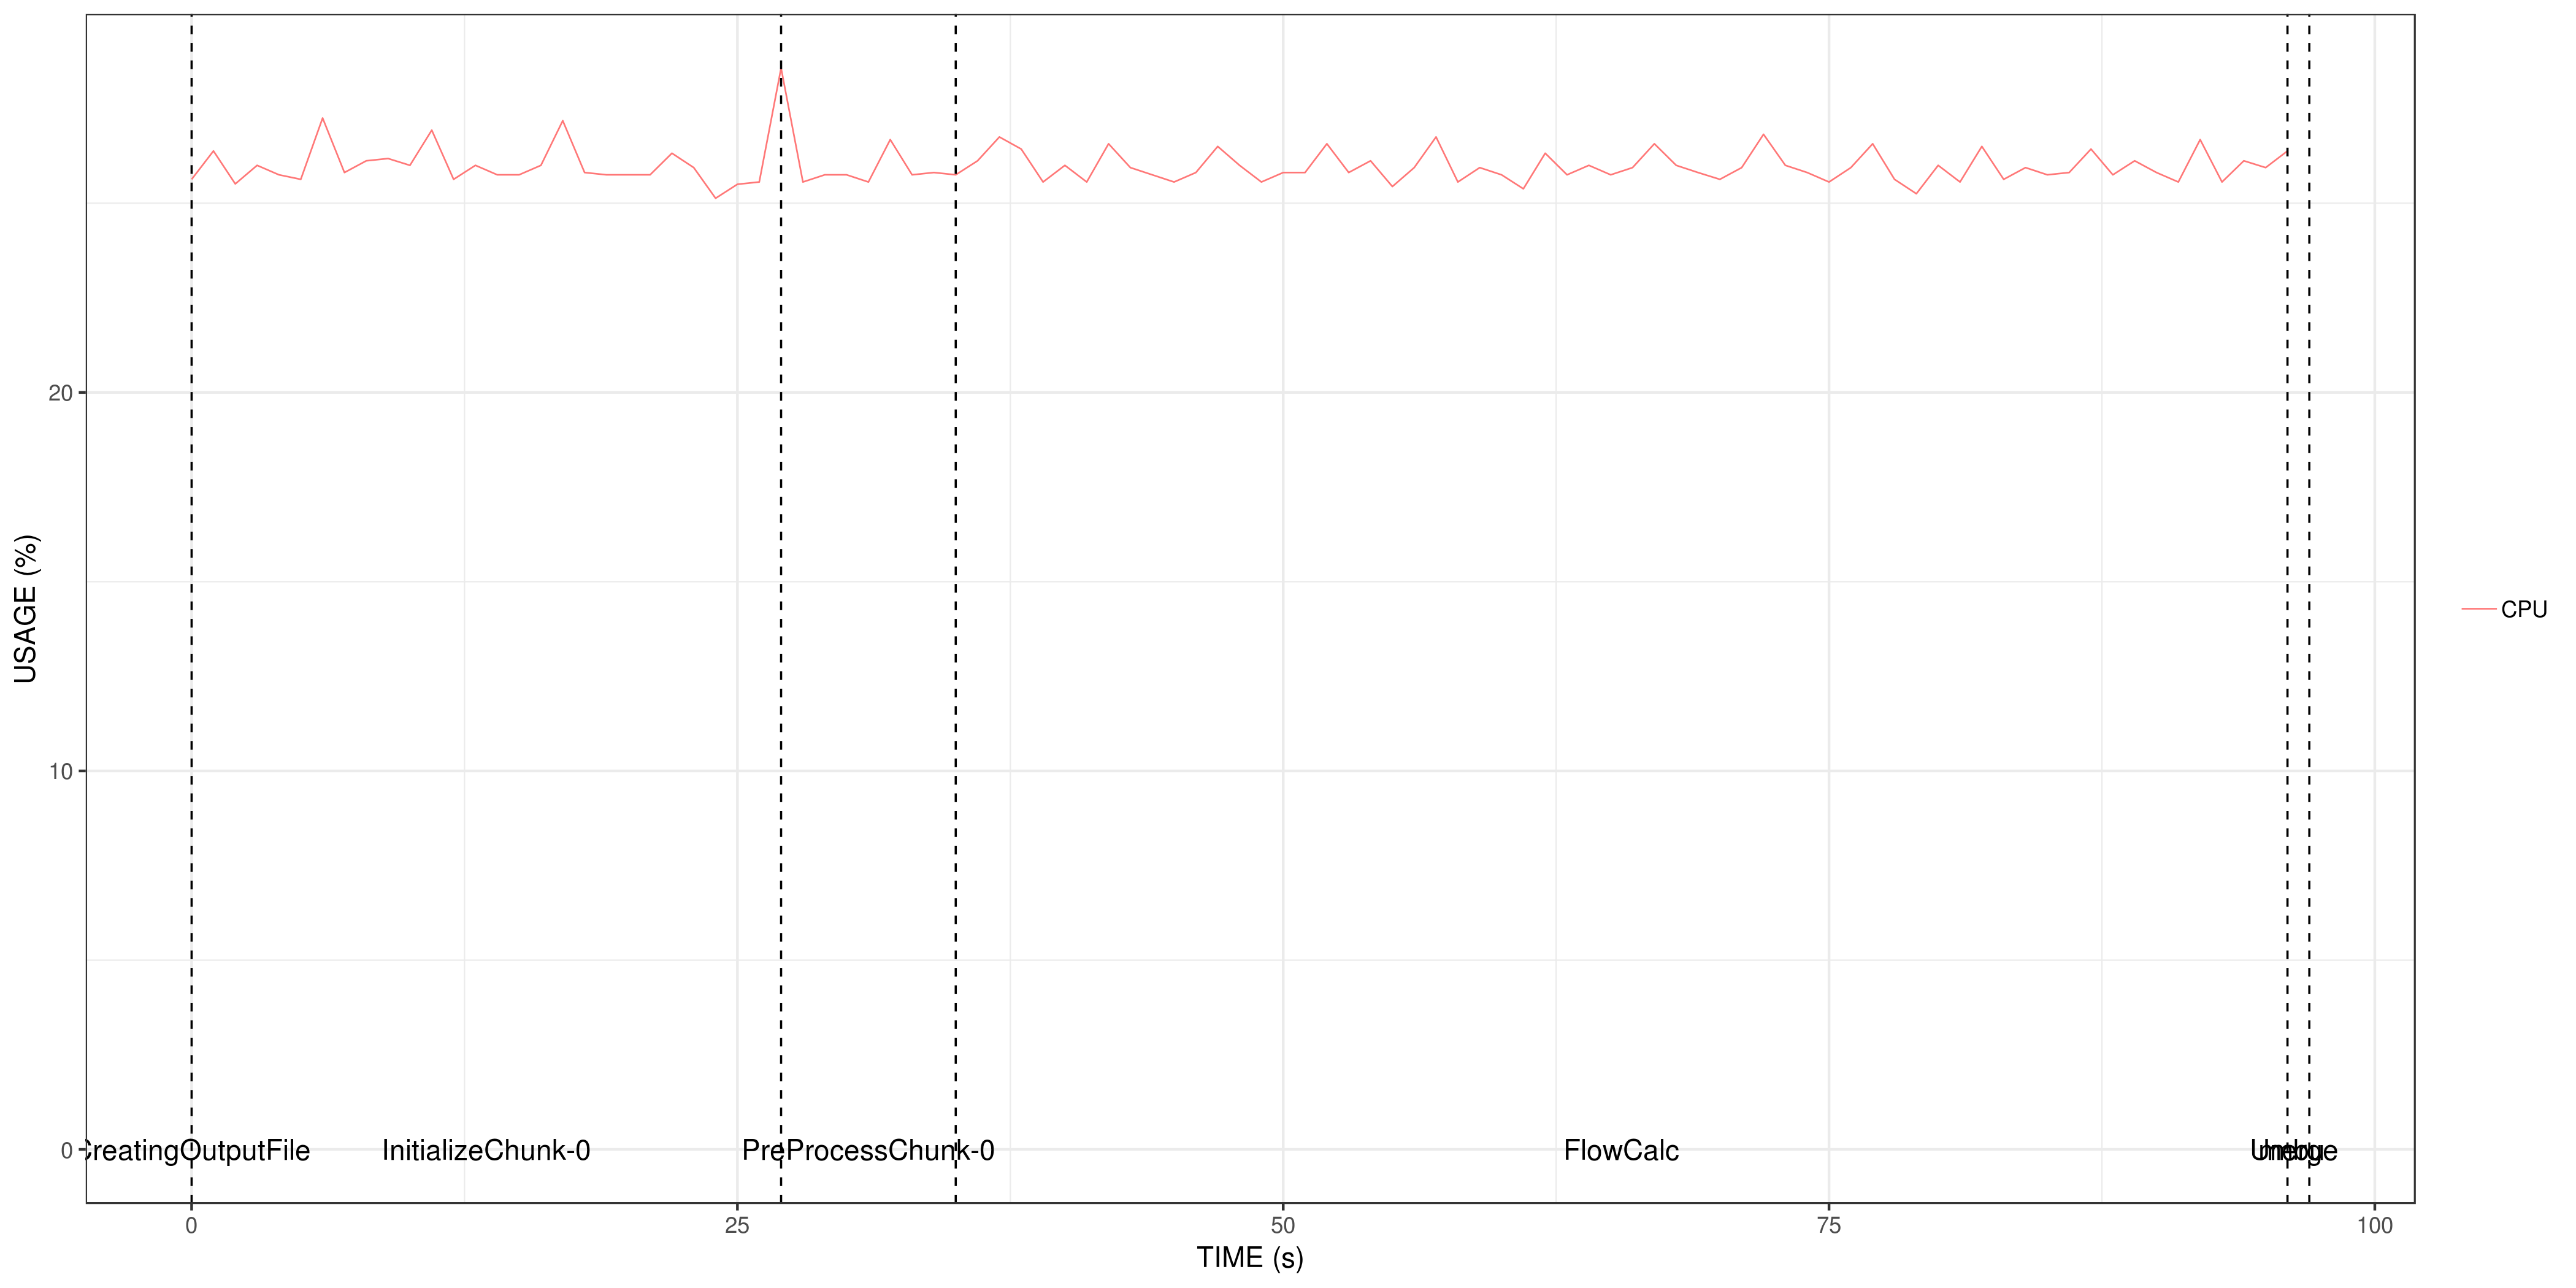 USAGE (%)
20
10
0
CreatingOutputFile
InitializeChunk-0
PreProcessChunk-0
FlowCalc
0
25
50
75
100
TIME (s)
CPU